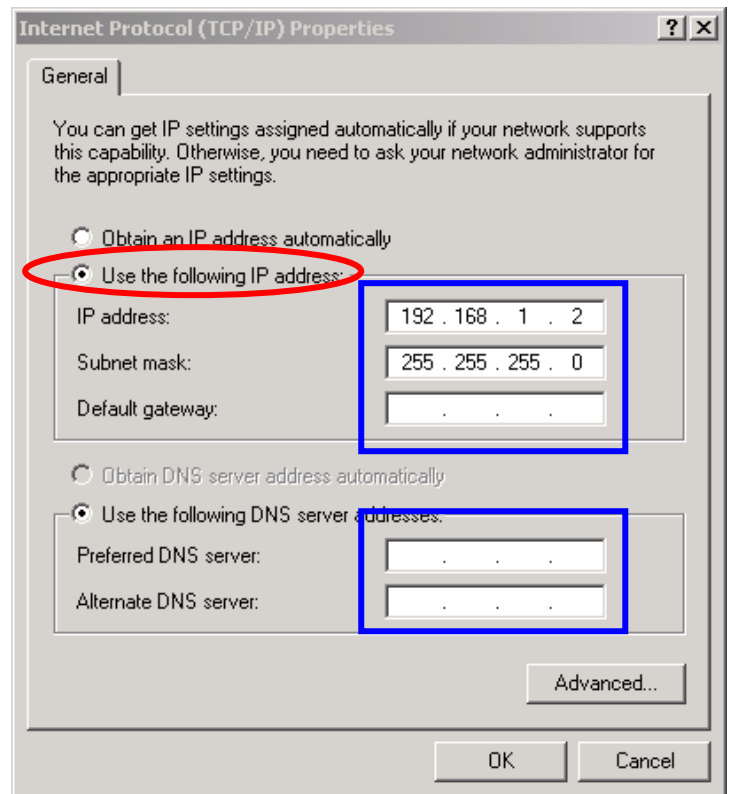 Internet Protocol (TCP/IP) Properties
General
You can get IP settings assigned automatically if your network supports
this capability. Otherwise, you need to ask your network administrator for
the appropriate IP settings.
Obtain an IP address automatically
Use the following IP address:
IP address: 192 . 168 . 1 . 2
Subnet mask: 255 . 255 . 255 . 0
Default gateway: . . .
Obtain DNS server address automatically
Use the following DNS server addresses:
Preferred DNS server: . . .
Alternate DNS server: . . .
Advanced...
OK Cancel